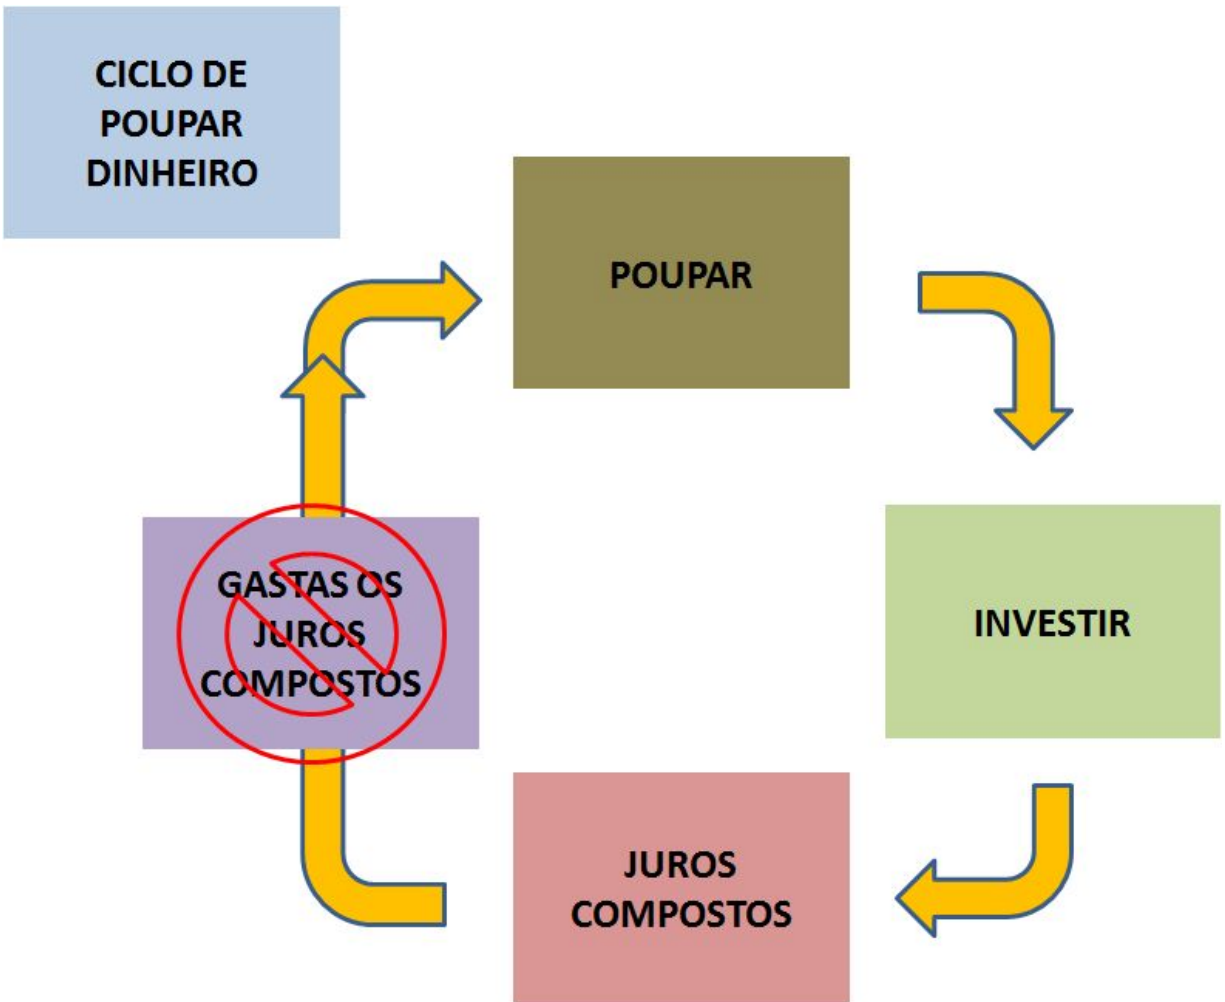 CICLO DE
POUPAR
DINHEIRO
POUPAR
INVESTIR
JUROS
COMPOSTOS
GASTAS OS
JUROS
COMPOSTOS